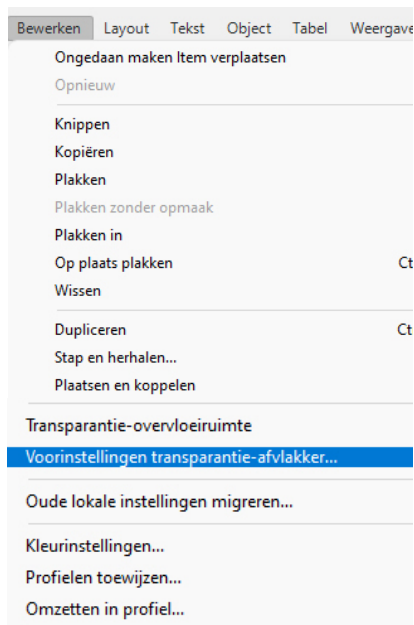 Bewerken Layout Tekst Object Tabel Weergave
Ongedaan maken Item verplaatsen
Opnieuw
Knippen
Kopiëren
Plakken
Plakken zonder opmaak
Plakken in
Op plaats plakken Ct
Wissen
Dupliceren Ct
Stap en herhalen...
Plaatsen en koppelen
Transparantie-overvloeiruimte
Voorinstellingen transparantie-afvlakker...
Oude lokale instellingen migreren...
Kleurinstellingen...
Profielen toewijzen...
Omzetten in profiel...